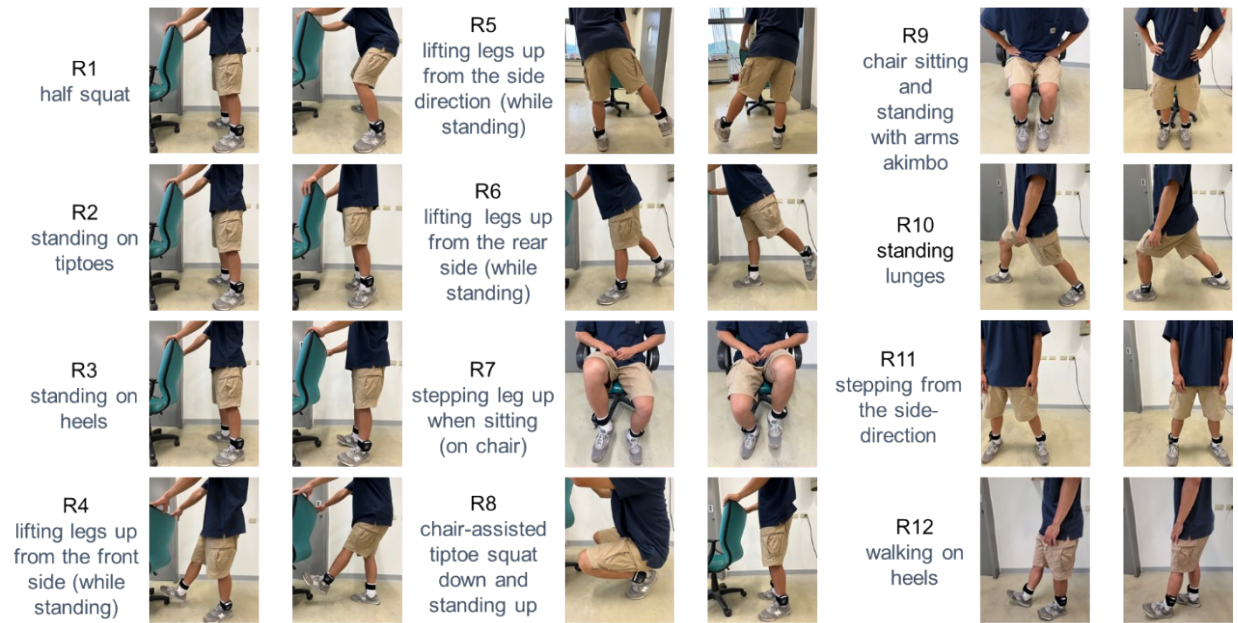 R1
half squat
R2
standing on
tiptoes
R3
standing on
heels
R4
lifting legs up
from the front
side (while
standing)
R5
lifting legs up
from the side
direction (while
standing)
R6
lifting legs up
from the rear
side (while
standing)
R7
stepping leg up
when sitting
(on chair)
R8
chair-assisted
tiptoe squat
down and
standing up
R9
chair sitting
and
standing
with arms
akimbo
R10
standing
lunges
R11
stepping from
the side-
direction
R12
walking on
heels